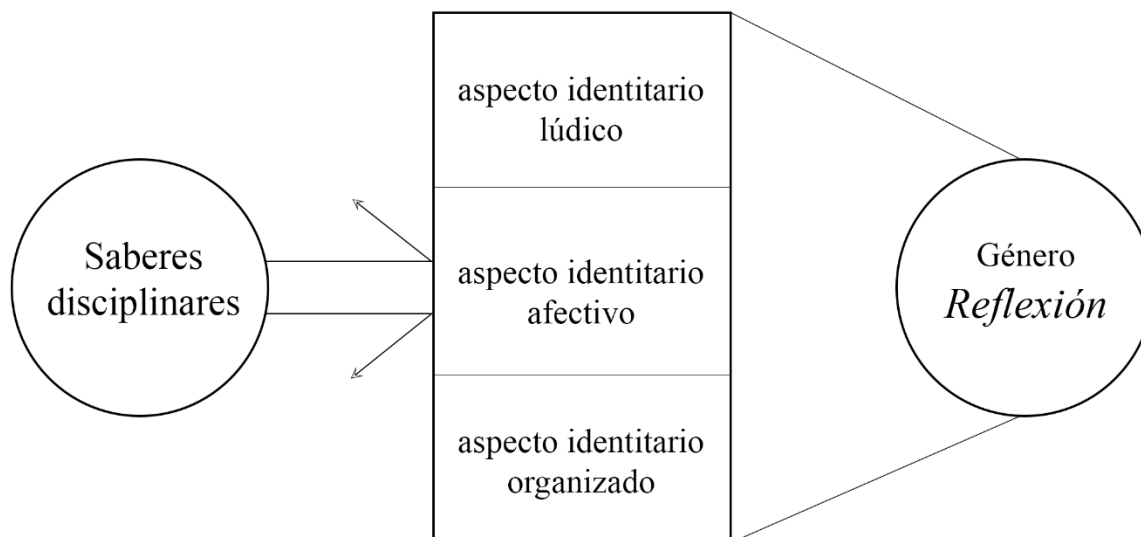 Saberes
disciplinares
aspecto identitario
lúdico
aspecto identitario
afectivo
aspecto identitario
organizado
Género
Reflexión